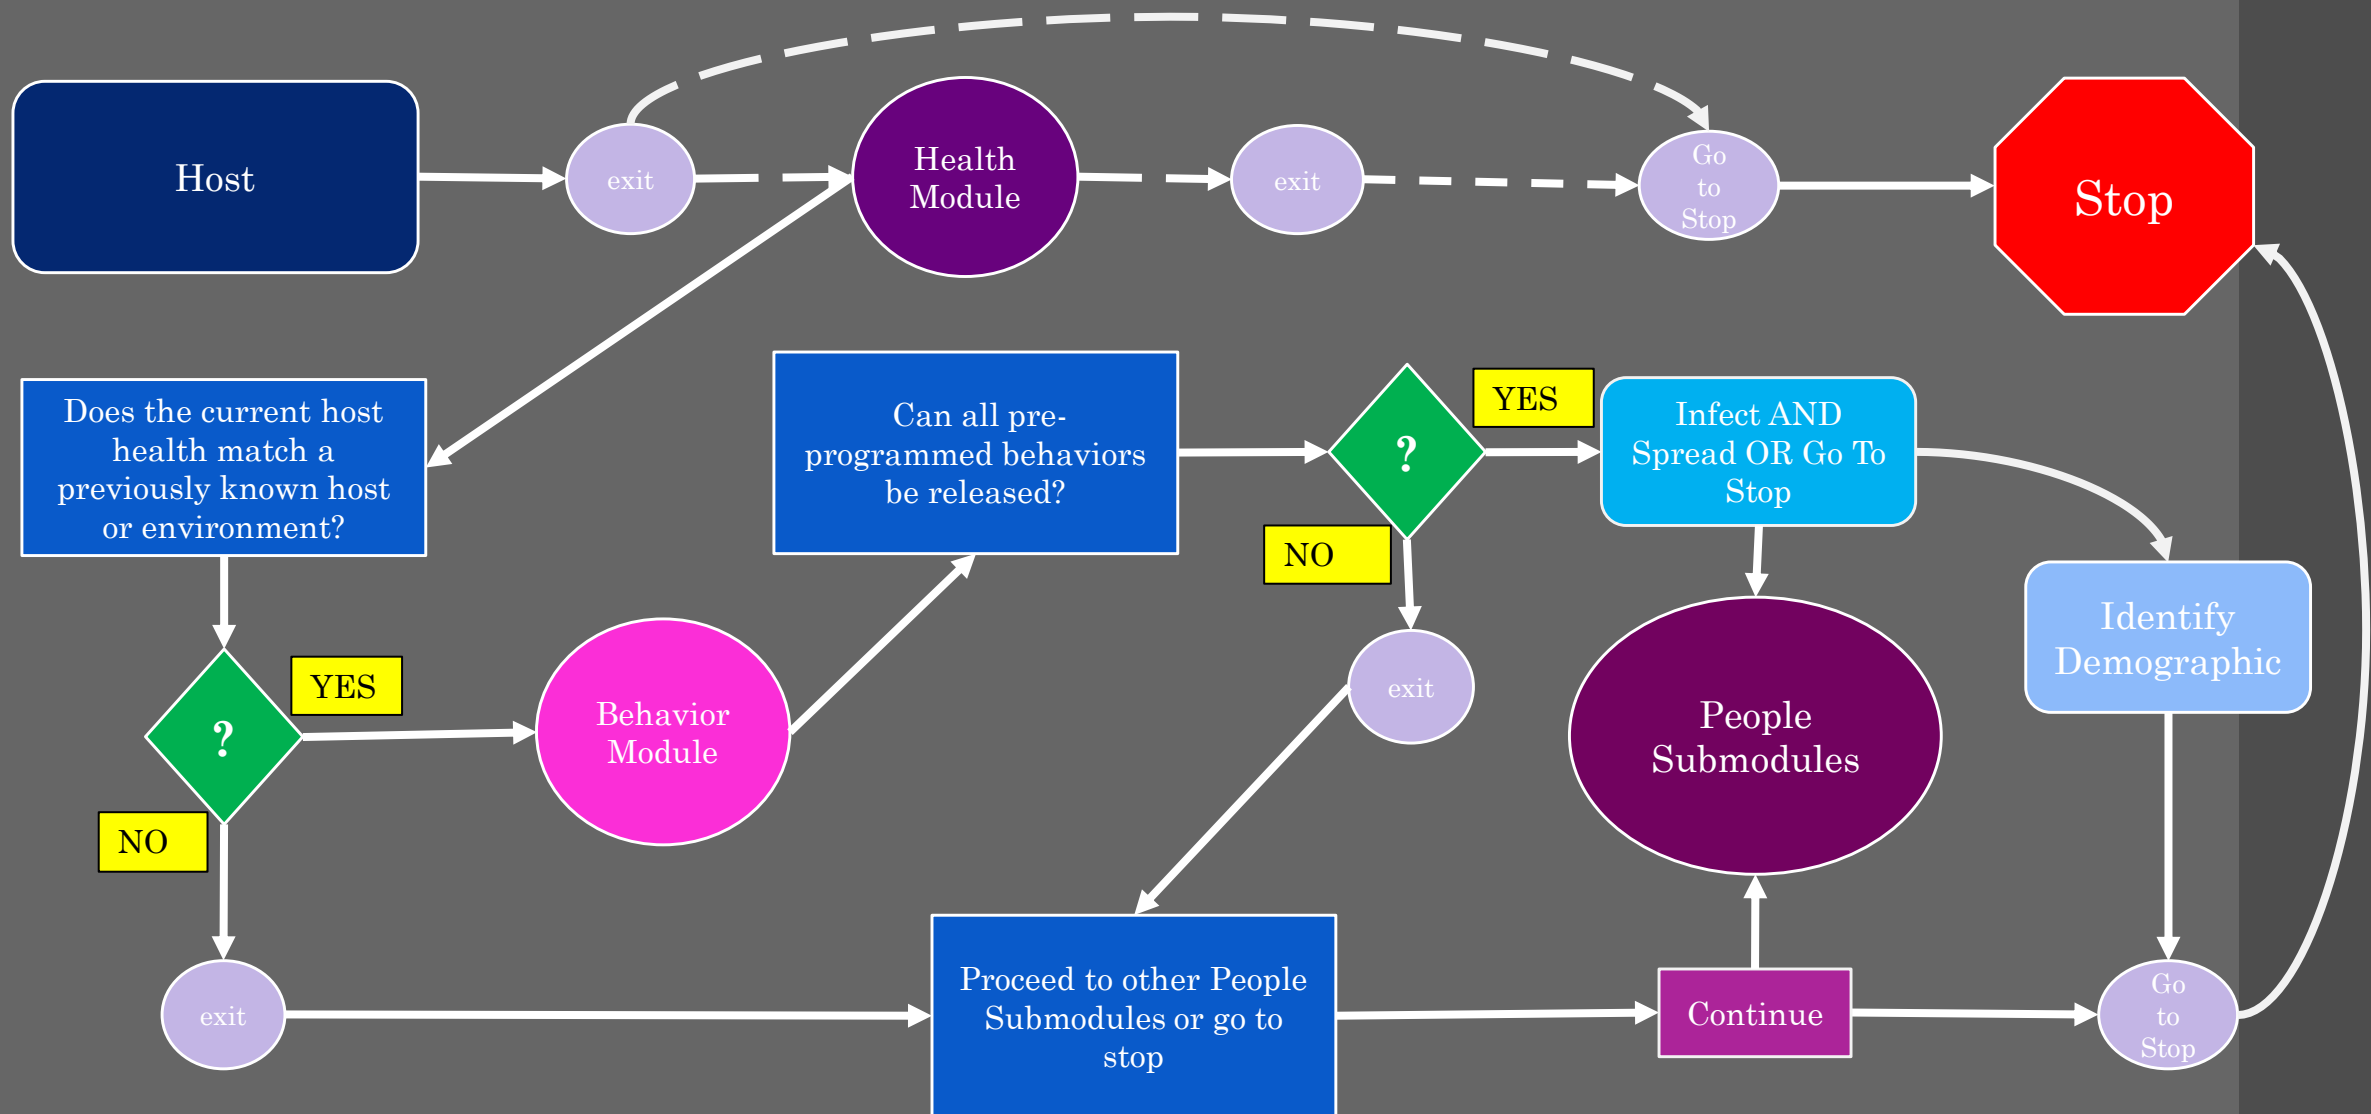 Host
exit
Health
Module
exit
Go
to
Stop
Stop
Does the current host
health match a
previously known host
or environment?
Can all pre-
programmed behaviors
be released?
?
YES
NO
Infect AND
Spread OR Go To
Stop
Identify
Demographic
?
YES
NO
Behavior
Module
exit
People
Submodules
exit
Proceed to other People
Submodules or go to
stop
Continue
Go
to
Stop